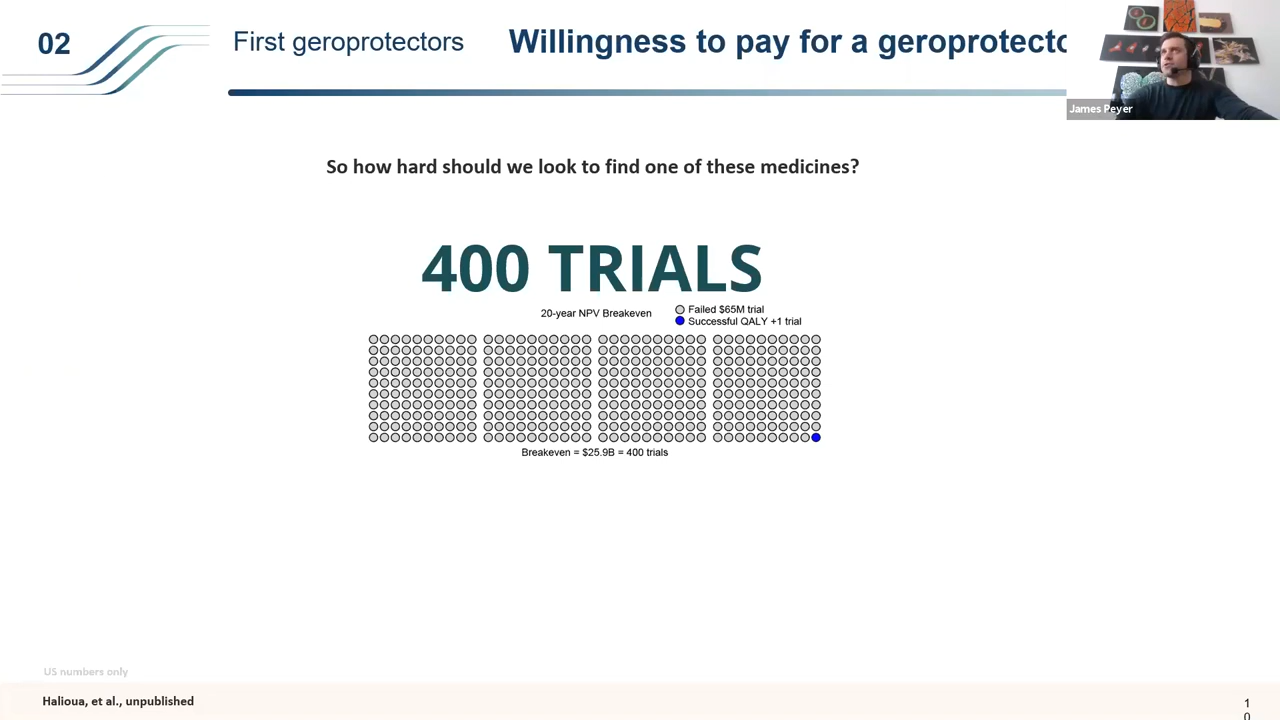 02
First geroprotectors
Willingness to pay for a geroprotecto
James Peyer
So how hard should we look to find one of these medicines?
400 TRIALS
20-year NPV Breakeven
Failed $65M trial
Successful QALY +1 trial
Breakeven = $25.9B = 400 trials
US numbers only
Halioua, et al., unpublished
1
0